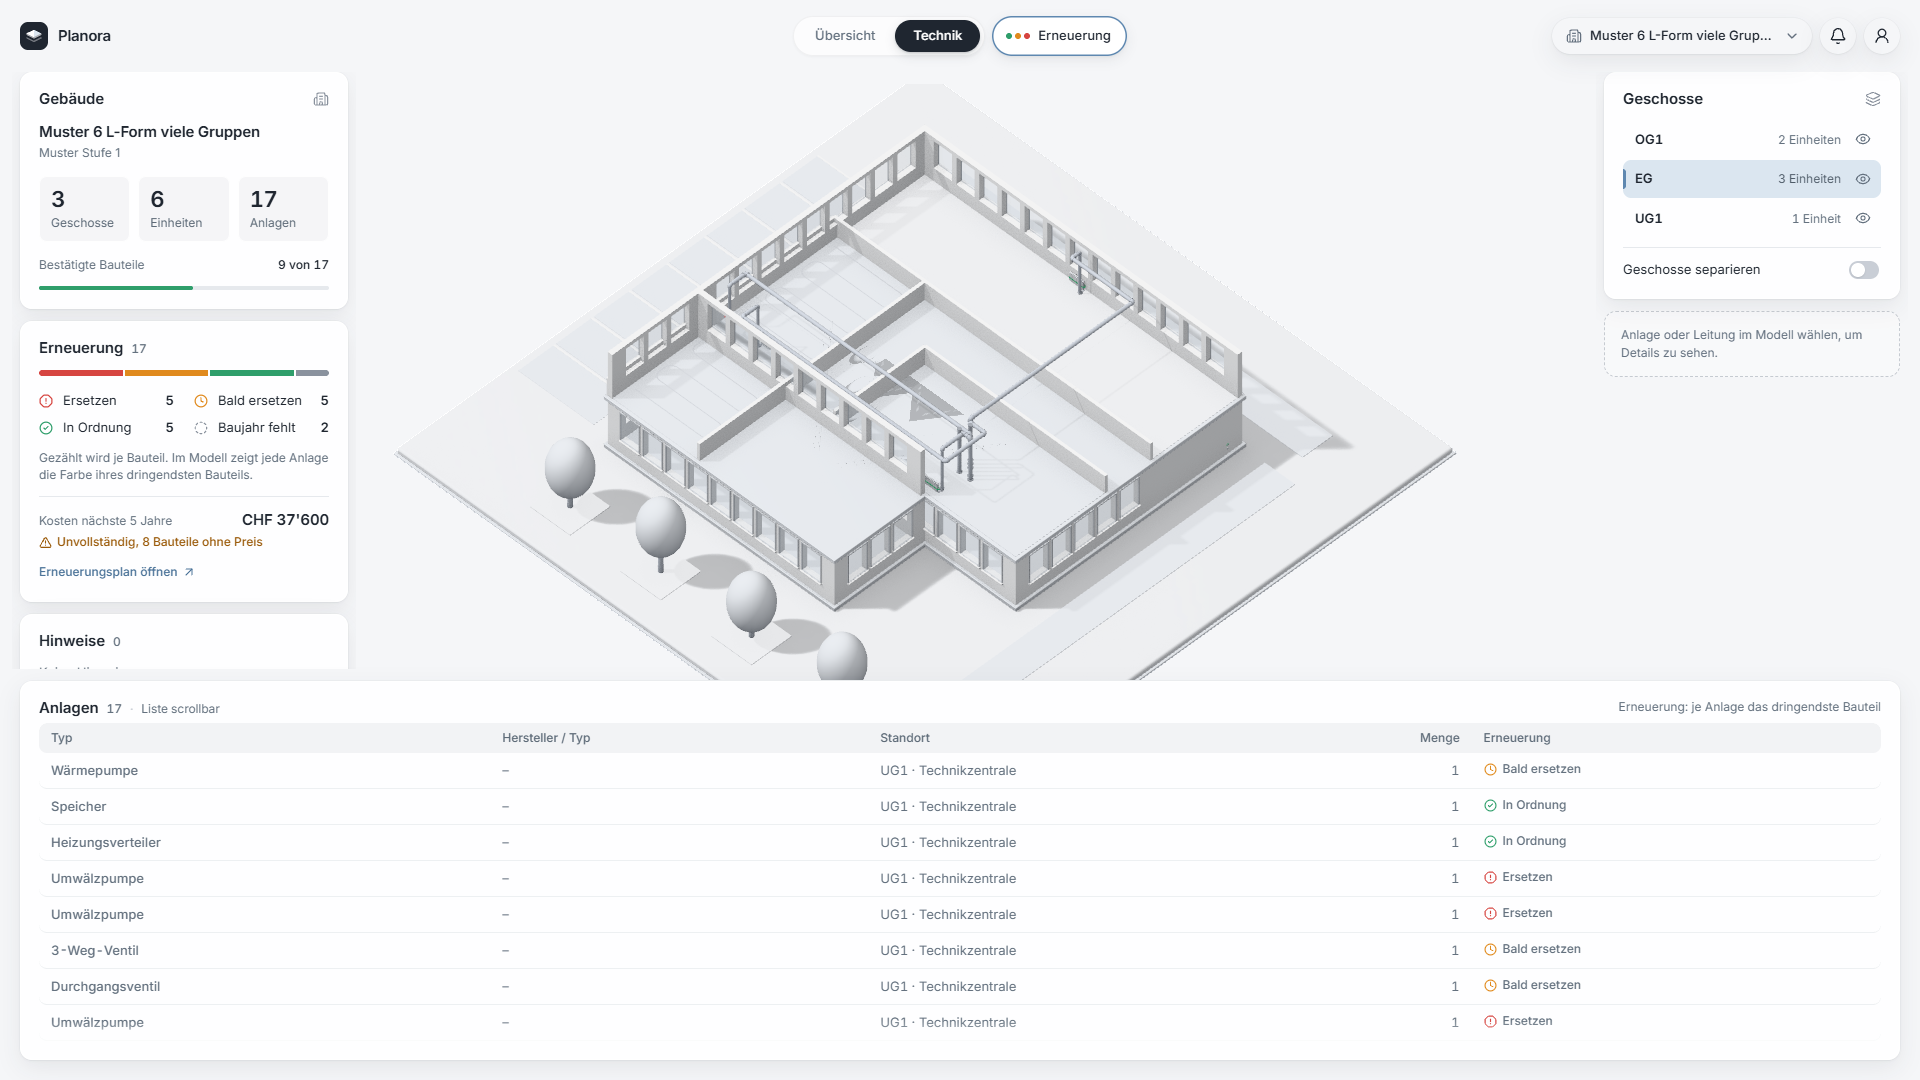 Planora
Übersicht
Technik
Erneuerung
Muster 6 L-Form viele Grup...
Gebäude
Muster 6 L-Form viele Gruppen
Muster Stufe 1
3 Geschosse
6 Einheiten
17 Anlagen
Bestätigte Bauteile 9 von 17
Erneuerung 17
Ersetzen 5
Bald ersetzen 5
In Ordnung 5
Baujahr fehlt 2
Gezählt wird je Bauteil. Im Modell zeigt jede Anlage
die Farbe ihres dringendsten Bauteils.
Kosten nächste 5 Jahre CHF 37'600
Unvollständig, 8 Bauteile ohne Preis
Erneuerungsplan öffnen
Hinweise 0
Geschosse
OG1 2 Einheiten
EG 3 Einheiten
UG1 1 Einheit
Geschosse separieren
Anlage oder Leitung im Modell wählen, um
Details zu sehen.
Anlagen 17 · Liste scrollbar
Erneuerung: je Anlage das dringendste Bauteil
Typ Hersteller / Typ Standort Menge Erneuerung
Wärmepumpe – UG1 · Technikzentrale 1 Bald ersetzen
Speicher – UG1 · Technikzentrale 1 In Ordnung
Heizungsverteiler – UG1 · Technikzentrale 1 In Ordnung
Umwälzpumpe – UG1 · Technikzentrale 1 Ersetzen
Umwälzpumpe – UG1 · Technikzentrale 1 Ersetzen
3-Weg-Ventil – UG1 · Technikzentrale 1 Bald ersetzen
Durchgangsventil – UG1 · Technikzentrale 1 Bald ersetzen
Umwälzpumpe – UG1 · Technikzentrale 1 Ersetzen